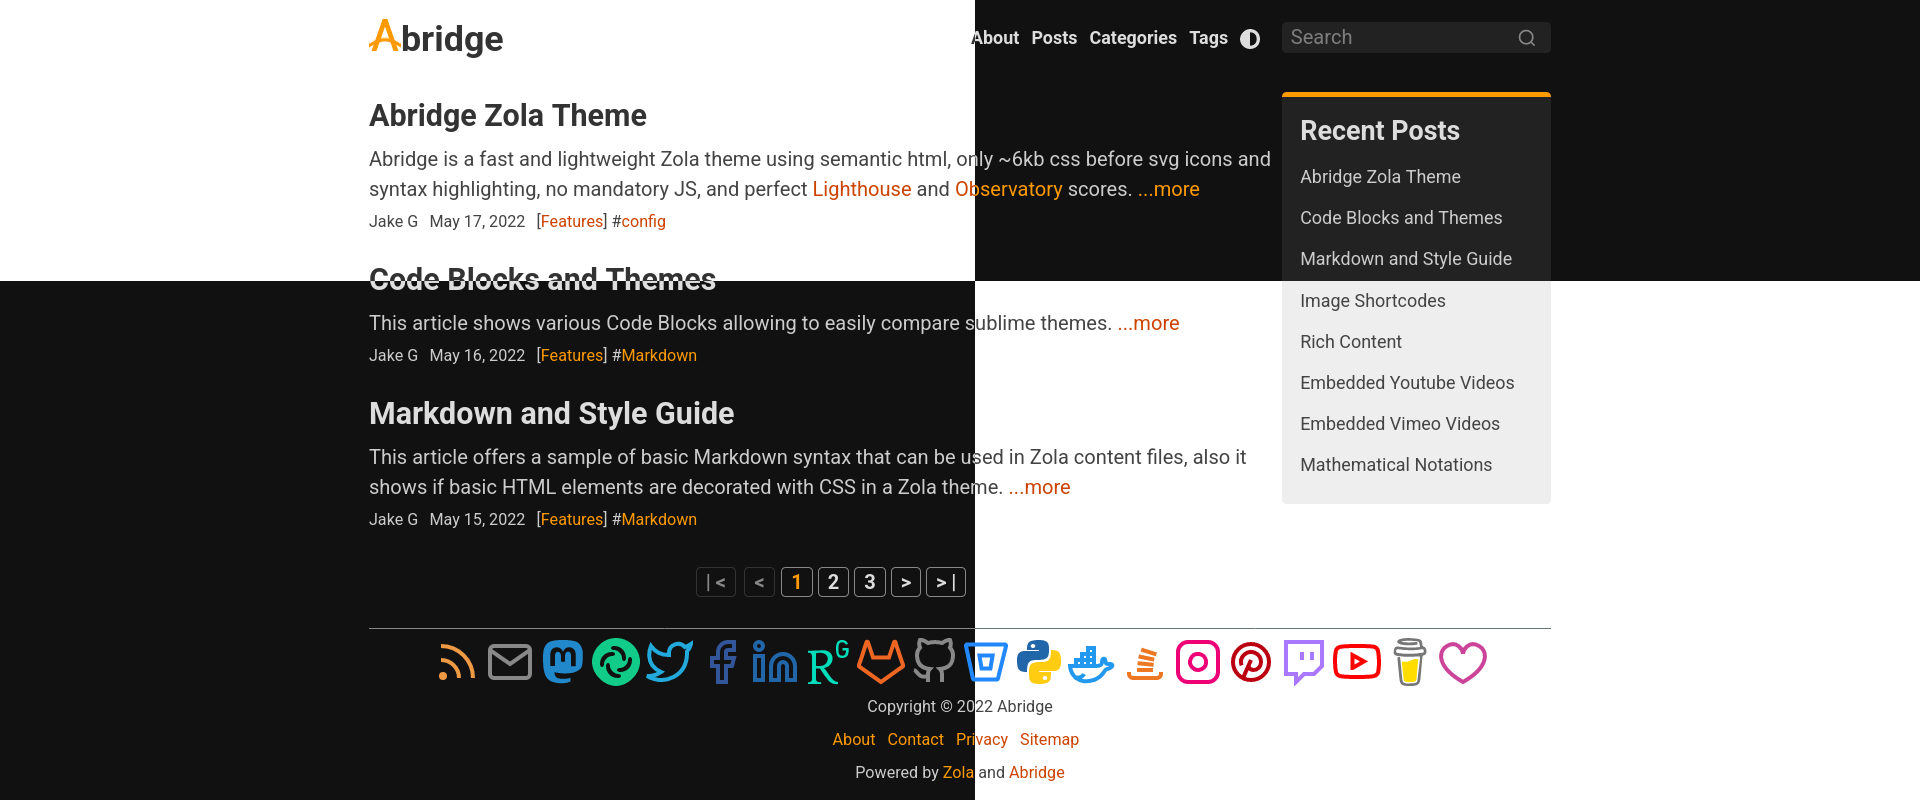 Abridge
About Posts Categories Tags
Search
Abridge Zola Theme
Abridge is a fast and lightweight Zola theme using semantic html, only ~6kb css before svg icons and
syntax highlighting, no mandatory JS, and perfect Lighthouse and Observatory scores. ...more
Jake G May 17, 2022 [Features] #config
Code Blocks and Themes
This article shows various Code Blocks allowing to easily compare sublime themes. ...more
Jake G May 16, 2022 [Features] #Markdown
Markdown and Style Guide
This article offers a sample of basic Markdown syntax that can be used in Zola content files, also it
shows if basic HTML elements are decorated with CSS in a Zola theme. ...more
Jake G May 15, 2022 [Features] #Markdown
|< < 1 2 3 > >|
Recent Posts
Abridge Zola Theme
Code Blocks and Themes
Markdown and Style Guide
Image Shortcodes
Rich Content
Embedded Youtube Videos
Embedded Vimeo Videos
Mathematical Notations
Copyright © 2022 Abridge
About Contact Privacy Sitemap
Powered by Zola and Abridge